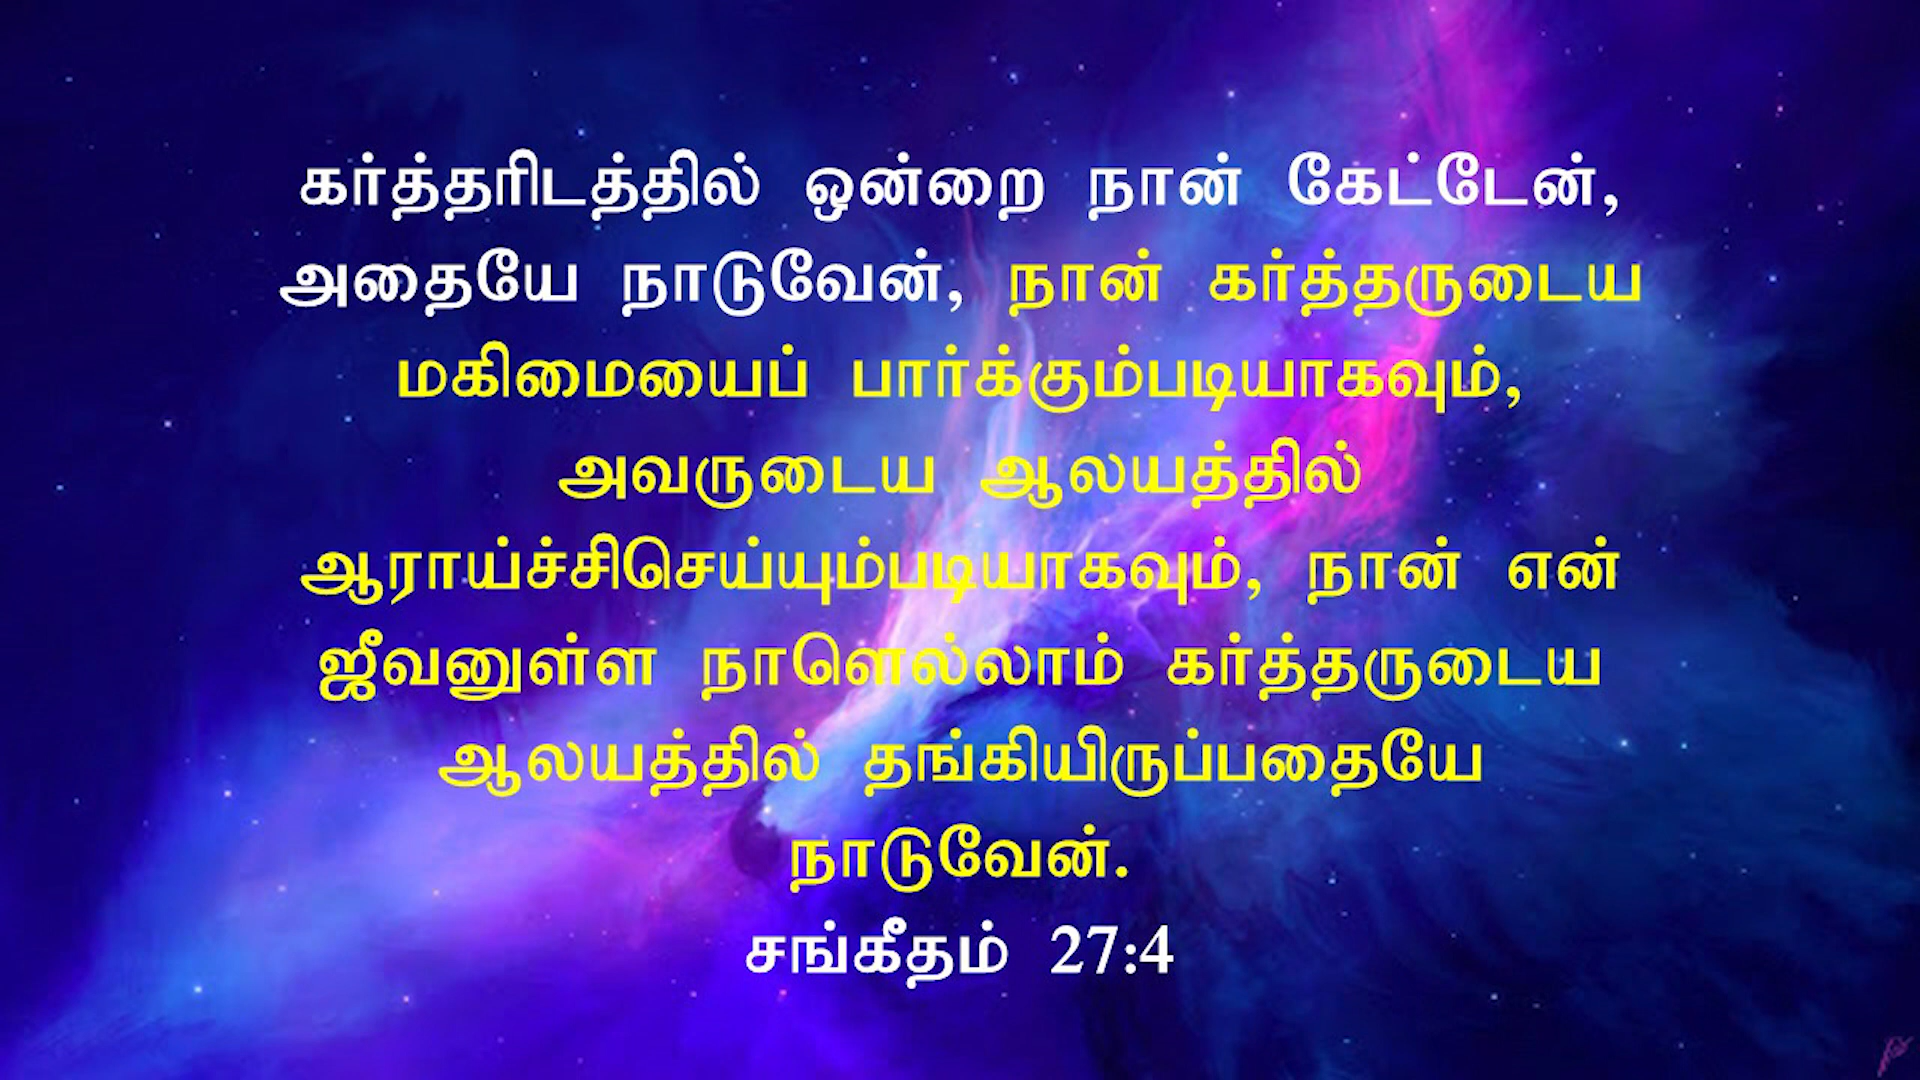 கர்த்தரிடத்தில் ஒன்றை நான் கேட்டேன்,
அதையே நாடுவேன், நான் கர்த்தருடைய
மகிமையைப் பார்க்கும்படியாகவும்,
அவருடைய ஆலயத்தில்
ஆராய்ச்சிசெய்யும்படியாகவும், நான் என்
ஜீவனுள்ள நாளெல்லாம் கர்த்தருடைய
ஆலயத்தில் தங்கியிருப்பதையே
நாடுவேன்.
சங்கீதம் 27:4